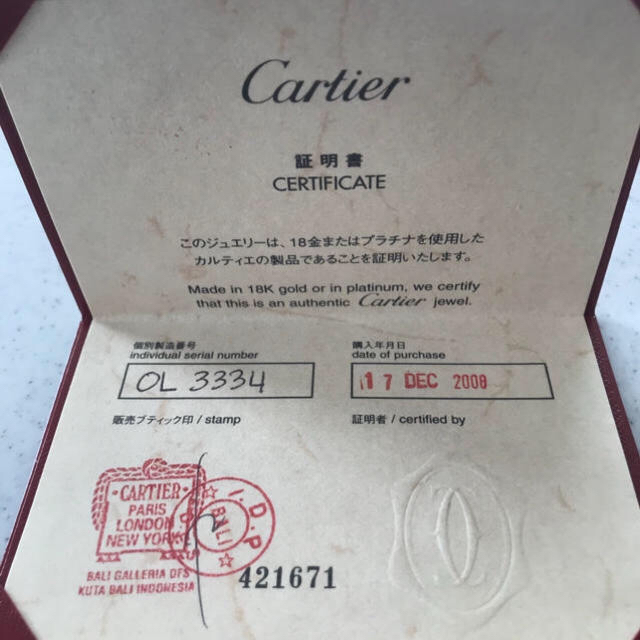 Cartier
証明書
CERTIFICATE
このジュエリーは、18金またはプラチナを使用した
カルティエの製品であることを証明いたします。
Made in 18K gold or in platinum, we certify
that this is an authentic Cartier jewel.
個別製造番号
individual serial number
OL 3334
購入年月日
date of purchase
17 DEC 2008
販売ブティック印 / stamp
証明者 / certified by
CARTIER
PARIS
LONDON
NEW YORK
BALI GALLERIA DFS
KUTA BALI INDONESIA
I.D.P
BALI
421671